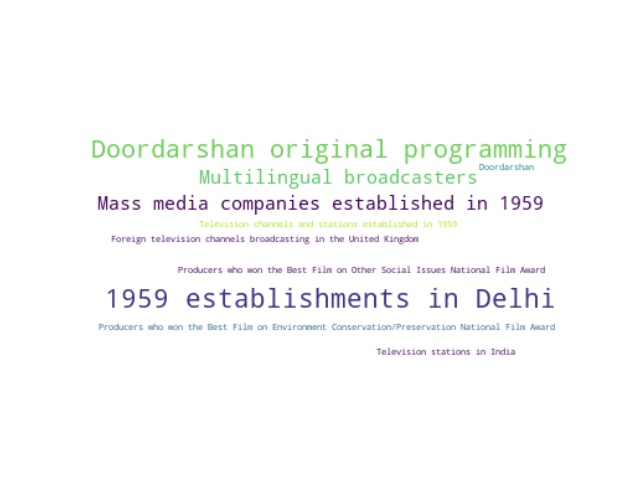 Doordarshan original programming
Doordarshan
Multilingual broadcasters
Mass media companies established in 1959
Television channels and stations established in 1959
Foreign television channels broadcasting in the United Kingdom
Producers who won the Best Film on Other Social Issues National Film Award
1959 establishments in Delhi
Producers who won the Best Film on Environment Conservation/Preservation National Film Award
Television stations in India